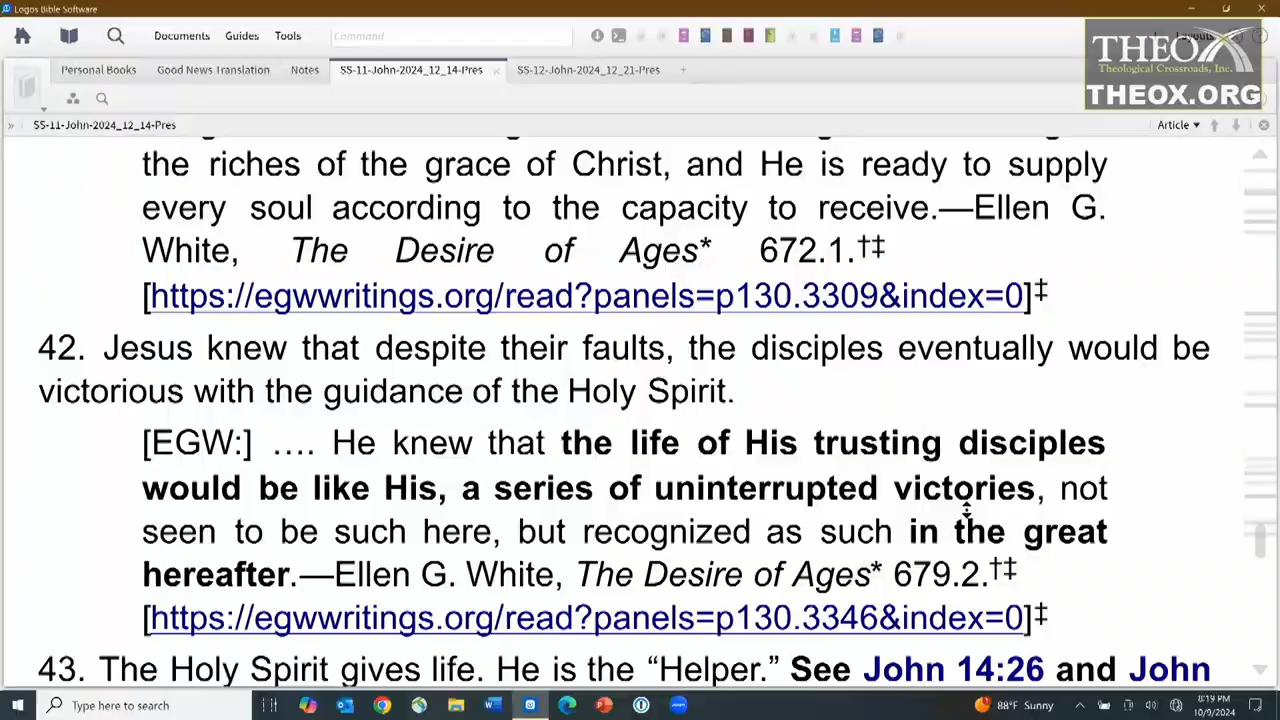 Logos Bible Software
Documents Guides Tools Command
THEOX
Theological Crossroads, Inc.
THEOX.ORG
Personal Books Good News Translation Notes SS-11-John-2024_12_14-Pres SS-12-John-2024_12_21-Pres
SS-11-John-2024_12_14-Pres Article
the riches of the grace of Christ, and He is ready to supply
every soul according to the capacity to receive.—Ellen G.
White, The Desire of Ages* 672.1.†‡
[https://egwwritings.org/read?panels=p130.3309&index=0]‡
42. Jesus knew that despite their faults, the disciples eventually would be
victorious with the guidance of the Holy Spirit.
[EGW:] …. He knew that the life of His trusting disciples
would be like His, a series of uninterrupted victories, not
seen to be such here, but recognized as such in the great
hereafter.—Ellen G. White, The Desire of Ages* 679.2.†‡
[https://egwwritings.org/read?panels=p130.3346&index=0]‡
43. The Holy Spirit gives life. He is the “Helper.” See John 14:26 and John
Type here to search 88°F Sunny 8:19 PM
10/9/2024